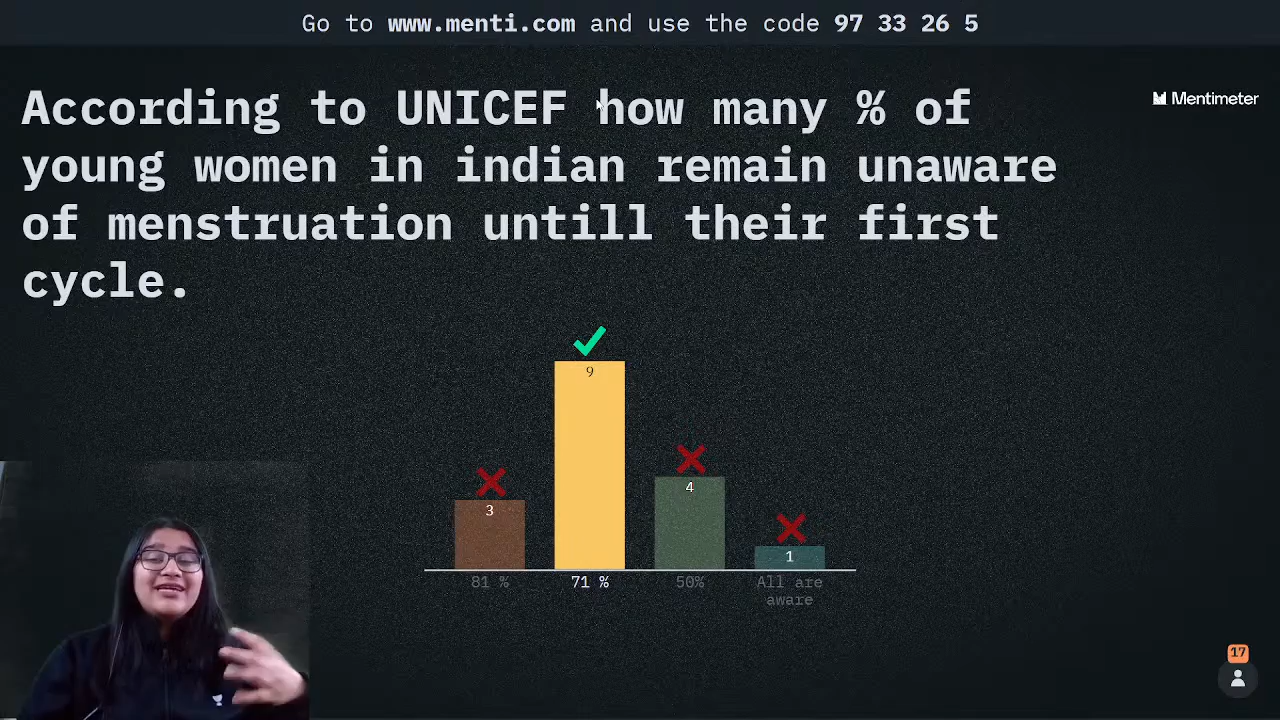 Go to www.menti.com and use the code 97 33 26 5
According to UNICEF how many % of
young women in indian remain unaware
of menstruation untill their first
cycle.
Mentimeter
9
4
3
1
81 %
71 %
50%
All are
aware
17